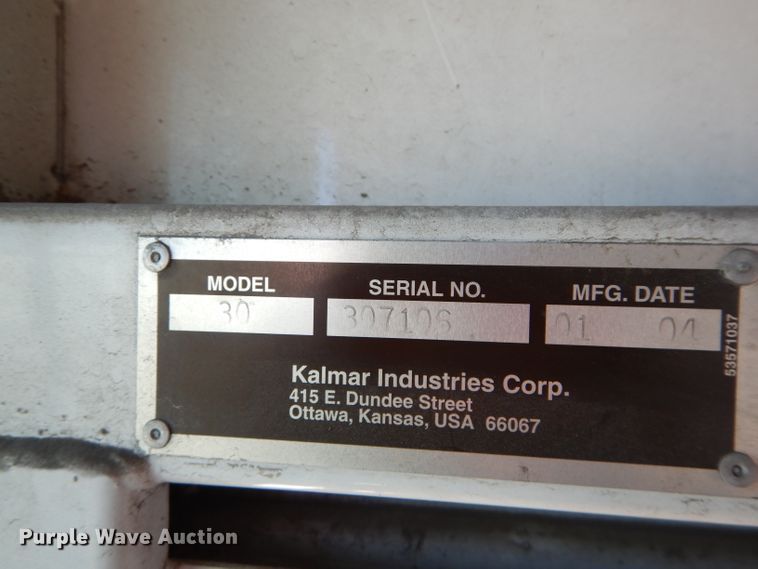 MODEL SERIAL NO. MFG. DATE
30 307106 01 04
53571037
Kalmar Industries Corp.
415 E. Dundee Street
Ottawa, Kansas, USA 66067
Purple Wave Auction